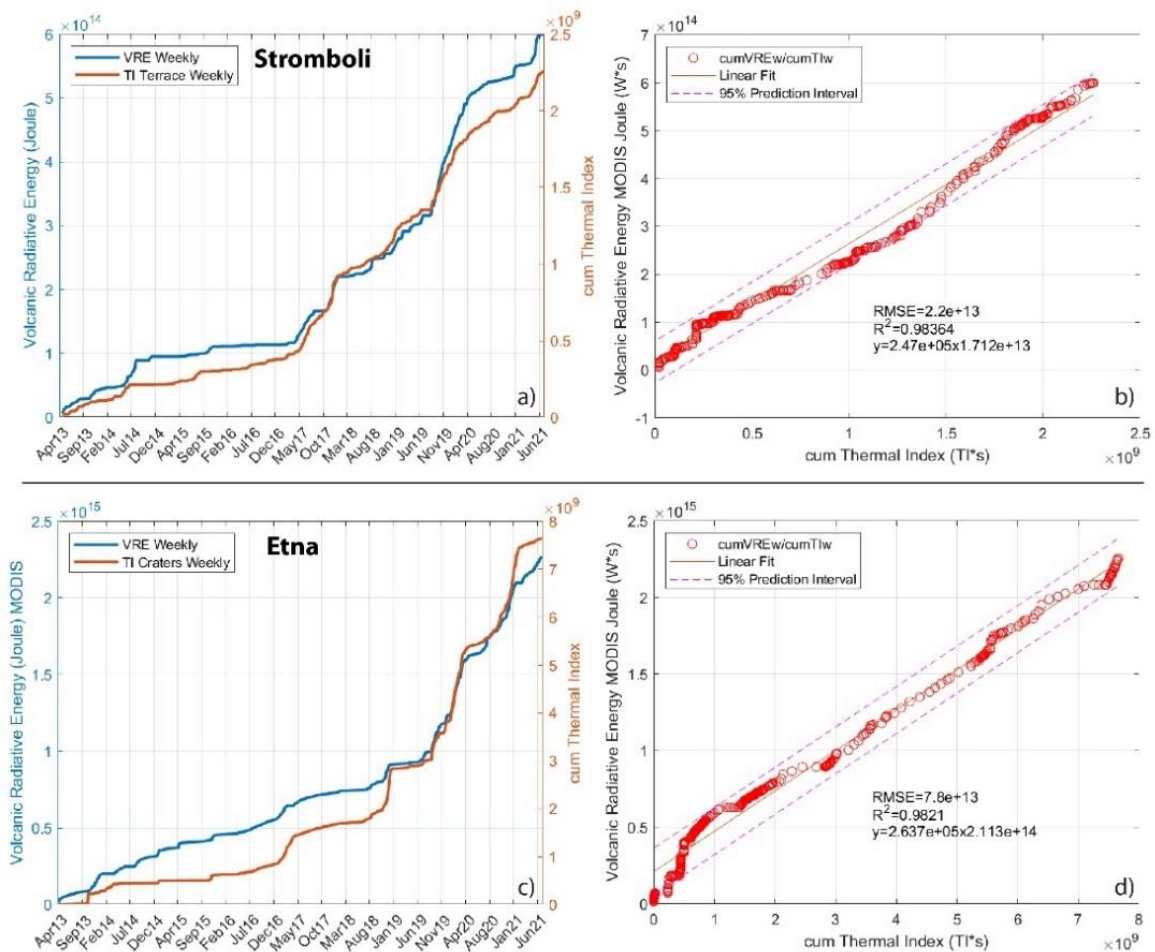 ×10^14
×10^9
6
5
4
3
2
1
0
Volcanic Radiative Energy (Joule)
VRE Weekly
TI Terrace Weekly
Stromboli
2.5
2
1.5
1
0.5
0
cum Thermal Index
a)
Apr13 Sep13 Feb14 Jul14 Dec14 Apr15 Sep15 Feb16 Jul16 Dec16 May17 Oct17 Mar18 Aug18 Jan19 Jun19 Nov19 Apr20 Aug20 Jan21 Jun21
×10^14
7
6
5
4
3
2
1
0
-1
Volcanic Radiative Energy MODIS Joule (W*s)
cumVREw/cumTIw
Linear Fit
95% Prediction Interval
RMSE=2.2e+13
R^2=0.98364
y=2.47e+05x1.712e+13
b)
0 0.5 1 1.5 2 2.5
cum Thermal Index (TI*s)
×10^9
×10^15
×10^9
2.5
2
1.5
1
0.5
0
Volcanic Radiative Energy (Joule) MODIS
VRE Weekly
TI Craters Weekly
Etna
8
7
6
5
4
3
2
1
0
cum Thermal Index
c)
Apr13 Sep13 Feb14 Jul14 Dec14 Apr15 Sep15 Feb16 Jul16 Dec16 May17 Oct17 Mar18 Aug18 Jan19 Jun19 Nov19 Apr20 Aug20 Jan21 Jun21
×10^15
2.5
2
1.5
1
0.5
0
Volcanic Radiative Energy MODIS Joule (W*s)
cumVREw/cumTIw
Linear Fit
95% Prediction Interval
RMSE=7.8e+13
R^2=0.9821
y=2.637e+05x2.113e+14
d)
0 1 2 3 4 5 6 7 8
cum Thermal Index (TI*s)
×10^9